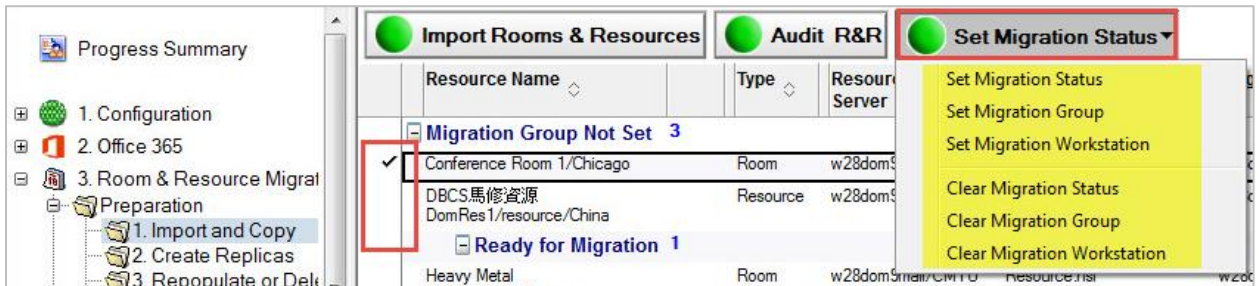 Progress Summary
1. Configuration
2. Office 365
3. Room & Resource Migrat
Preparation
1. Import and Copy
2. Create Replicas
3. Repopulate or Dele
Import Rooms & Resources
Audit R&R
Set Migration Status
Resource Name
Type
Resour
Server
Migration Group Not Set 3
Conference Room 1/Chicago Room w28dom
DBCS馬修資源 Resource w28dom
DomRes1/resource/China
Ready for Migration 1
Heavy Metal Room
Set Migration Status
Set Migration Group
Set Migration Workstation
Clear Migration Status
Clear Migration Group
Clear Migration Workstation